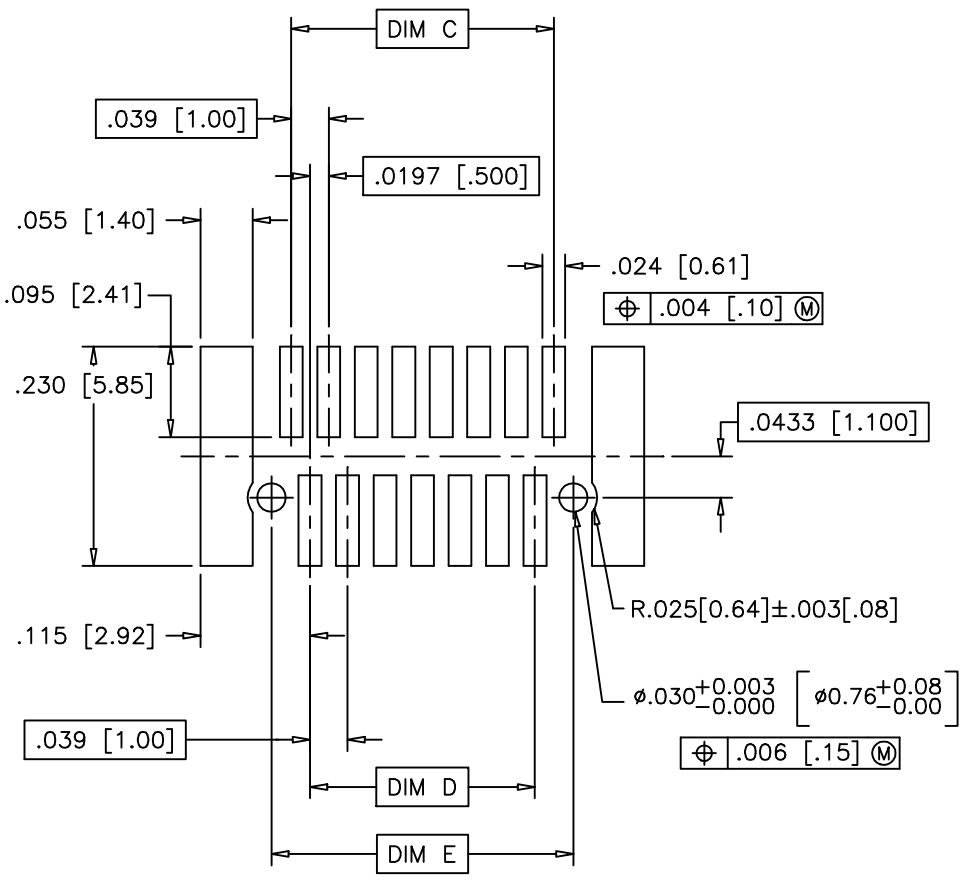 DIM C
.039 [1.00]
.0197 [.500]
.055 [1.40]
.024 [0.61]
.095 [2.41]
⌖ .004 [.10] Ⓜ
.230 [5.85]
.0433 [1.100]
R.025[0.64]±.003[.08]
.115 [2.92]
ø.030+0.003 -0.000 [ø0.76+0.08 -0.00]
.039 [1.00]
⌖ .006 [.15] Ⓜ
DIM D
DIM E